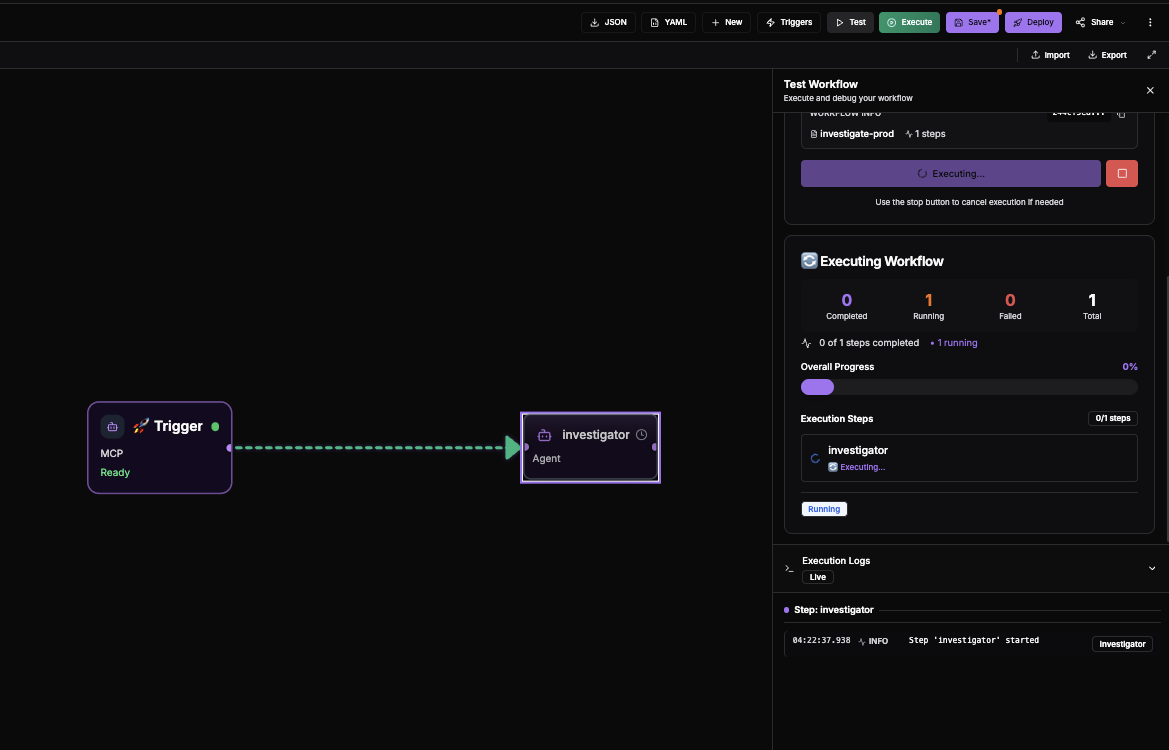 JSON
YAML
New
Triggers
Test
Execute
Save*
Deploy
Share
Import
Export
Test Workflow
Execute and debug your workflow
WORKFLOW INFO
investigate-prod
1 steps
Executing...
Use the stop button to cancel execution if needed
Executing Workflow
0 1 0 1
Completed Running Failed Total
0 of 1 steps completed • 1 running
Overall Progress 0%
Execution Steps 0/1 steps
investigator
Executing...
Running
Execution Logs
Live
Step: investigator
04:22:37.938 INFO Step 'investigator' started investigator
🚀 Trigger
MCP
Ready
investigator
Agent